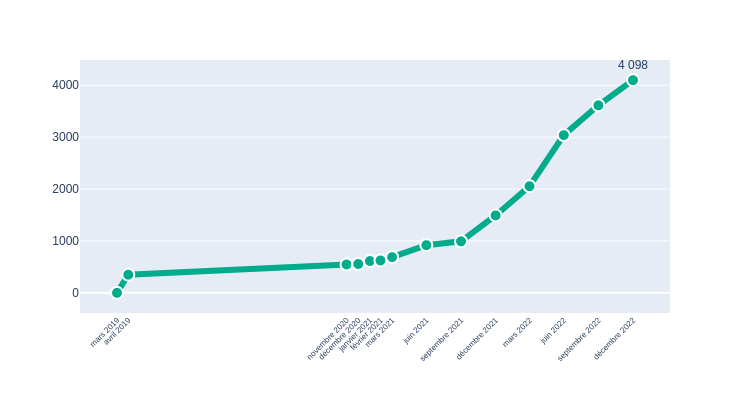 4 098
4000
3000
2000
1000
0
mars 2019
avril 2019
novembre 2020
décembre 2020
janvier 2021
février 2021
mars 2021
juin 2021
septembre 2021
décembre 2021
mars 2022
juin 2022
septembre 2022
décembre 2022